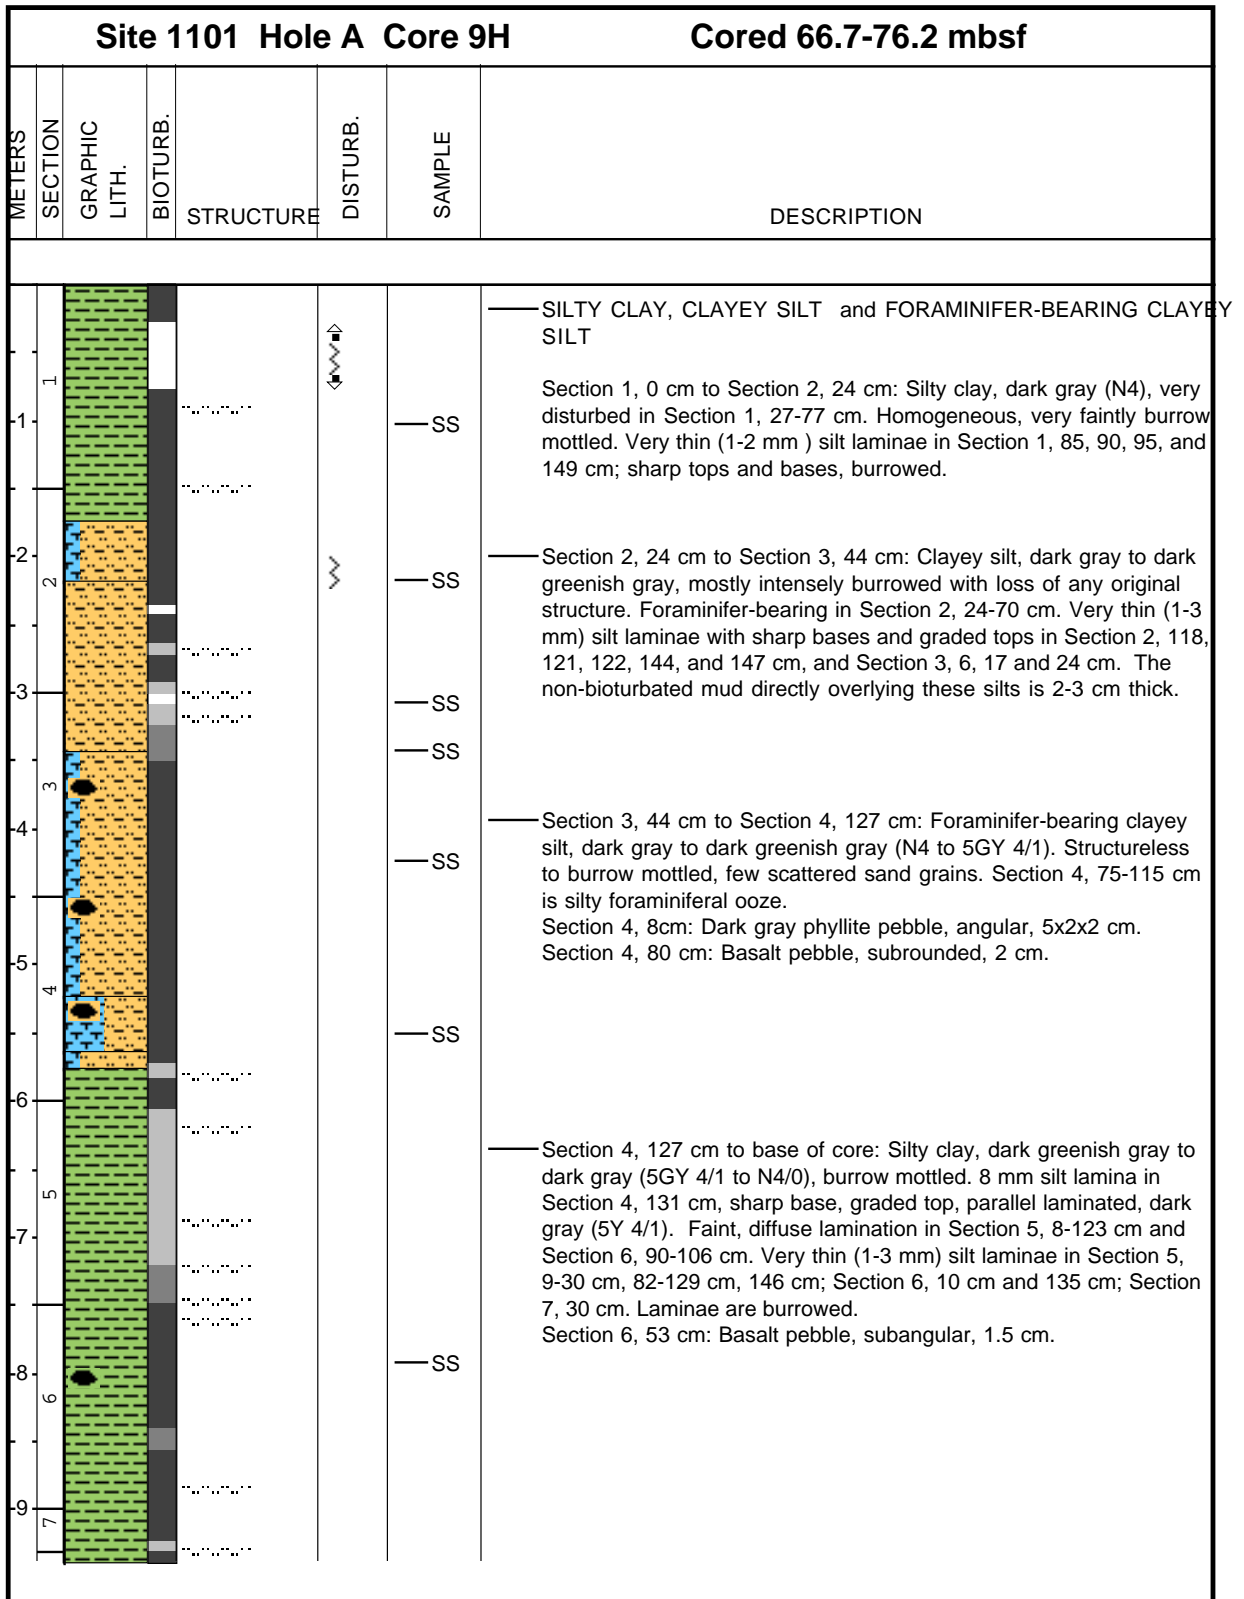 Site 1101 Hole A Core 9H Cored 66.7-76.2 mbsf
METERS
SECTION
GRAPHIC
LITH.
BIOTURB.
STRUCTURE
DISTURB.
SAMPLE
DESCRIPTION
SILTY CLAY, CLAYEY SILT and FORAMINIFER-BEARING CLAYEY
SILT
Section 1, 0 cm to Section 2, 24 cm: Silty clay, dark gray (N4), very
disturbed in Section 1, 27-77 cm. Homogeneous, very faintly burrow
mottled. Very thin (1-2 mm ) silt laminae in Section 1, 85, 90, 95, and
149 cm; sharp tops and bases, burrowed.
Section 2, 24 cm to Section 3, 44 cm: Clayey silt, dark gray to dark
greenish gray, mostly intensely burrowed with loss of any original
structure. Foraminifer-bearing in Section 2, 24-70 cm. Very thin (1-3
mm) silt laminae with sharp bases and graded tops in Section 2, 118,
121, 122, 144, and 147 cm, and Section 3, 6, 17 and 24 cm. The
non-bioturbated mud directly overlying these silts is 2-3 cm thick.
Section 3, 44 cm to Section 4, 127 cm: Foraminifer-bearing clayey
silt, dark gray to dark greenish gray (N4 to 5GY 4/1). Structureless
to burrow mottled, few scattered sand grains. Section 4, 75-115 cm
is silty foraminiferal ooze.
Section 4, 8cm: Dark gray phyllite pebble, angular, 5x2x2 cm.
Section 4, 80 cm: Basalt pebble, subrounded, 2 cm.
Section 4, 127 cm to base of core: Silty clay, dark greenish gray to
dark gray (5GY 4/1 to N4/0), burrow mottled. 8 mm silt lamina in
Section 4, 131 cm, sharp base, graded top, parallel laminated, dark
gray (5Y 4/1). Faint, diffuse lamination in Section 5, 8-123 cm and
Section 6, 90-106 cm. Very thin (1-3 mm) silt laminae in Section 5,
9-30 cm, 82-129 cm, 146 cm; Section 6, 10 cm and 135 cm; Section
7, 30 cm. Laminae are burrowed.
Section 6, 53 cm: Basalt pebble, subangular, 1.5 cm.
1
2
3
4
5
6
7
8
9
1
2
3
4
5
6
7
SS
SS
SS
SS
SS
SS
SS